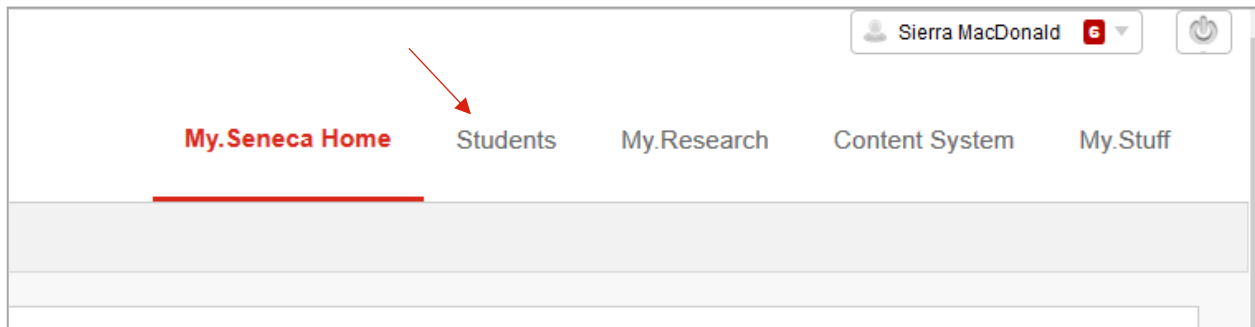 Sierra MacDonald 6
My.Seneca Home Students My.Research Content System My.Stuff